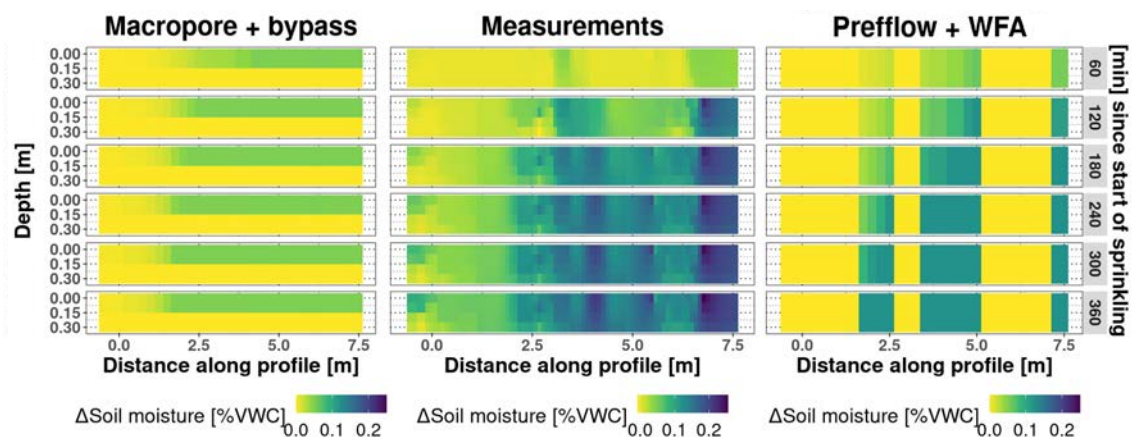 Macropore + bypass
Measurements
Prefflow + WFA
Depth [m]
0.00
0.15
0.30
0.00
0.15
0.30
0.00
0.15
0.30
0.00
0.15
0.30
0.00
0.15
0.30
0.00
0.15
0.30
60
120
180
240
300
360
[min] since start of sprinkling
0.0 2.5 5.0 7.5
0.0 2.5 5.0 7.5
0.0 2.5 5.0 7.5
Distance along profile [m]
Distance along profile [m]
Distance along profile [m]
ΔSoil moisture [%VWC]
0.0 0.1 0.2
ΔSoil moisture [%VWC]
0.0 0.1 0.2
ΔSoil moisture [%VWC]
0.0 0.1 0.2